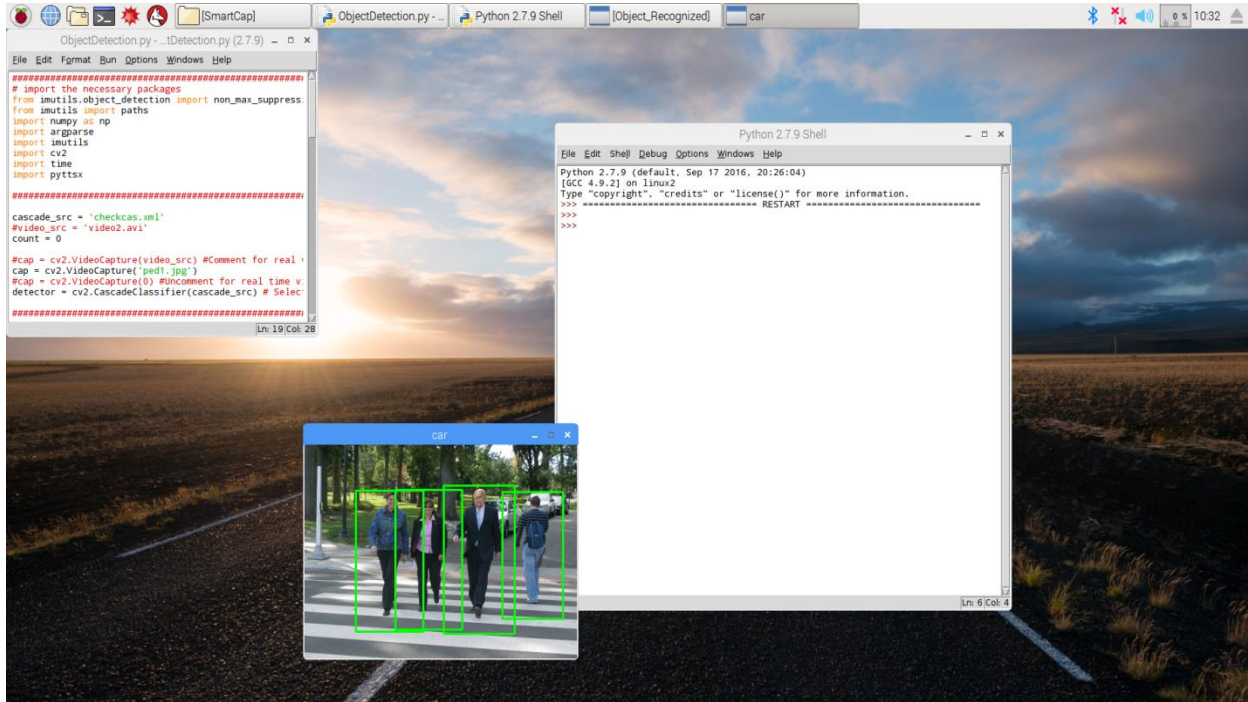 [SmartCap]
ObjectDetection.py - ...
Python 2.7.9 Shell
[Object_Recognized]
car
0 %
10:32
ObjectDetection.py - ...tDetection.py (2.7.9)
File Edit Format Run Options Windows Help
#######################################################
# import the necessary packages
from imutils.object_detection import non_max_suppress
from imutils import paths
import numpy as np
import argparse
import imutils
import cv2
import time
import pyttsx
#######################################################
cascade_src = 'checkcas.xml'
#video_src = 'video2.avi'
count = 0
#cap = cv2.VideoCapture(video_src) #Comment for real
cap = cv2.VideoCapture('ped1.jpg')
#cap = cv2.VideoCapture(0) #Uncomment for real time
detector = cv2.CascadeClassifier(cascade_src) # Selec
#######################################################
Ln: 19 Col: 28
Python 2.7.9 Shell
File Edit Shell Debug Options Windows Help
Python 2.7.9 (default, Sep 17 2016, 20:26:04)
[GCC 4.9.2] on linux2
Type "copyright", "credits" or "license()" for more information.
>>> ================================ RESTART ================================
>>>
>>>
Ln: 6 Col: 4
car